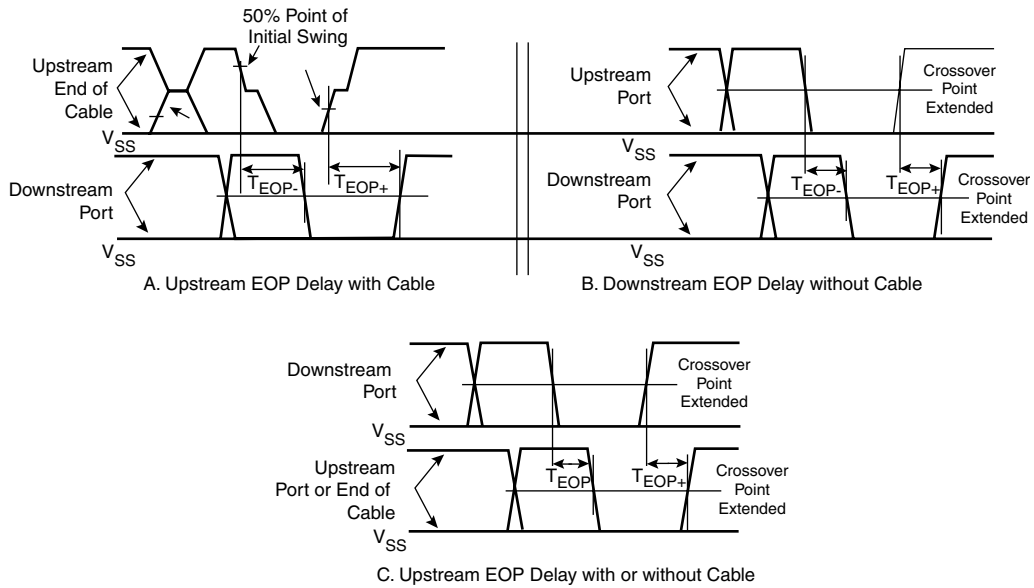 50% Point of
Initial Swing
Upstream
End of
Cable
VSS
Downstream
Port
TEOP-
TEOP+
VSS
A. Upstream EOP Delay with Cable
Upstream
Port
Crossover
Point
Extended
VSS
Downstream
Port
TEOP-
TEOP+
Crossover
Point
Extended
VSS
B. Downstream EOP Delay without Cable
Downstream
Port
Crossover
Point
Extended
VSS
Upstream
Port or End of
Cable
TEOP
TEOP+
Crossover
Point
Extended
VSS
C. Upstream EOP Delay with or without Cable